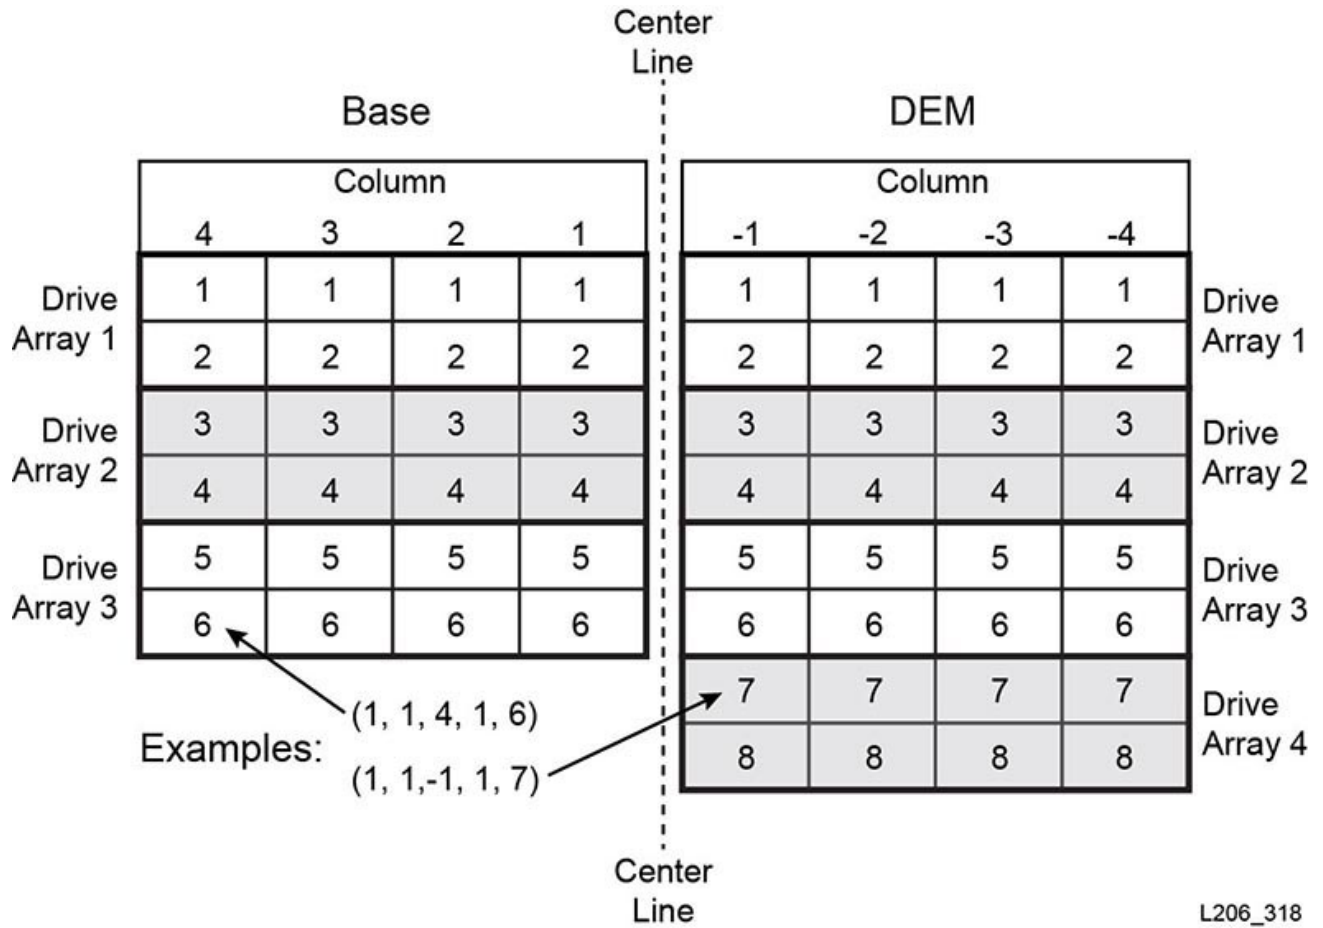 Center
Line
Base DEM
Column Column
4 3 2 1 -1 -2 -3 -4
Drive
Array 1
1 1 1 1 1 1 1 1
2 2 2 2 2 2 2 2
Drive
Array 1
Drive
Array 2
3 3 3 3 3 3 3 3
4 4 4 4 4 4 4 4
Drive
Array 2
Drive
Array 3
5 5 5 5 5 5 5 5
6 6 6 6 6 6 6 6
Drive
Array 3
7 7 7 7
8 8 8 8
Drive
Array 4
Examples:
(1, 1, 4, 1, 6)
(1, 1,-1, 1, 7)
Center
Line
L206_318